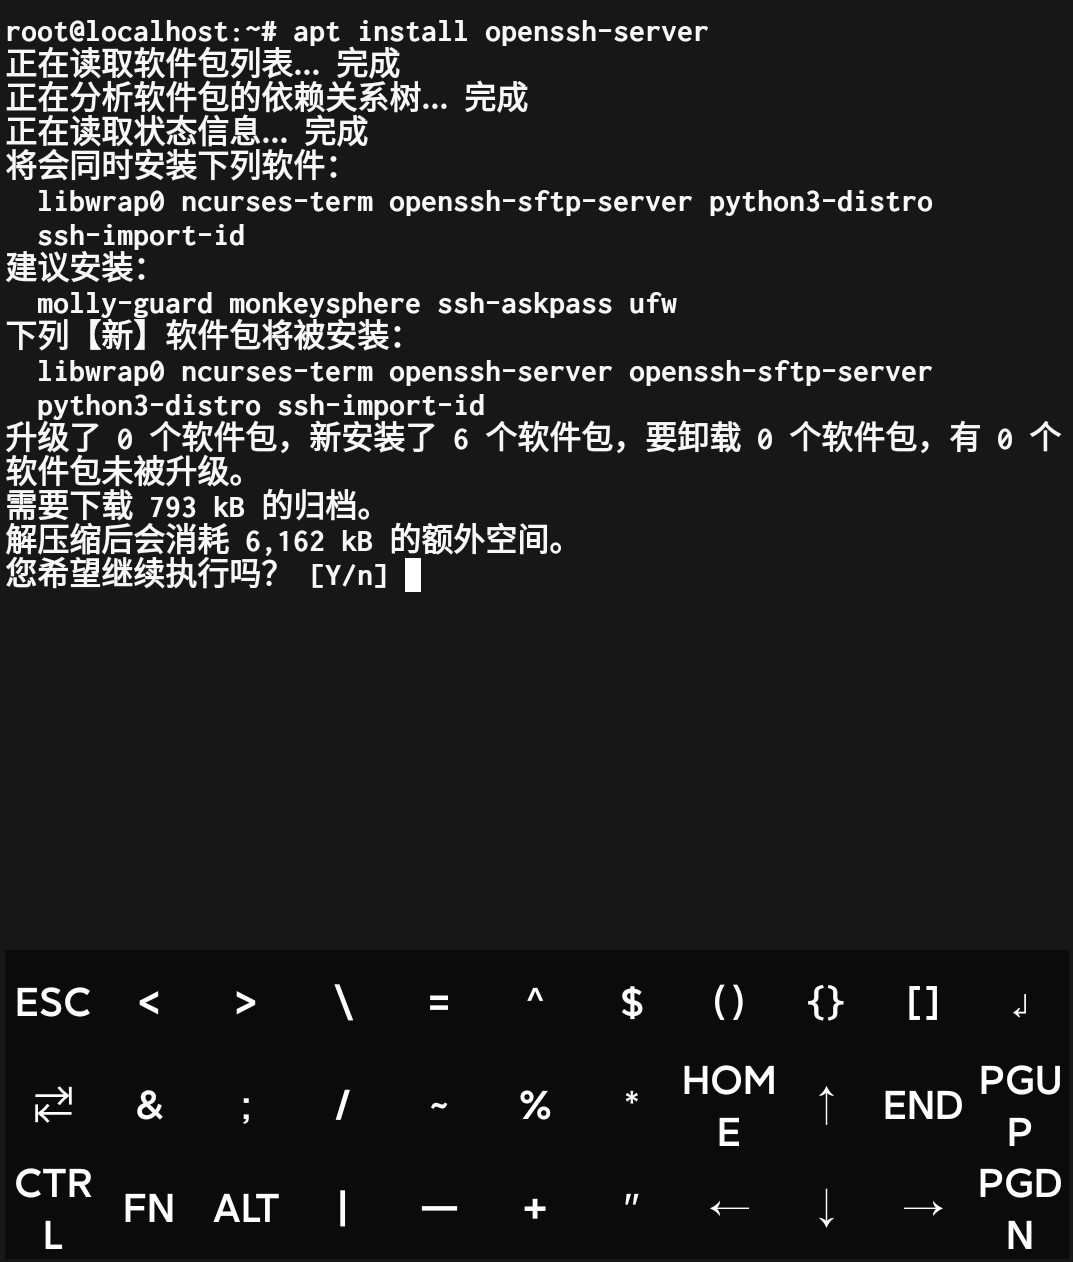 root@localhost:~# apt install openssh-server
正在读取软件包列表... 完成
正在分析软件包的依赖关系树... 完成
正在读取状态信息... 完成
将会同时安装下列软件：
  libwrap0 ncurses-term openssh-sftp-server python3-distro
  ssh-import-id
建议安装：
  molly-guard monkeysphere ssh-askpass ufw
下列【新】软件包将被安装：
  libwrap0 ncurses-term openssh-server openssh-sftp-server
  python3-distro ssh-import-id
升级了 0 个软件包，新安装了 6 个软件包，要卸载 0 个软件包，有 0 个
软件包未被升级。
需要下载 793 kB 的归档。
解压缩后会消耗 6,162 kB 的额外空间。
您希望继续执行吗？ [Y/n]
ESC < > \ = ^ $ () {} [] ↲
⇄ & ; / ~ % * HOME ↑ END PGUP
CTRL FN ALT | — + " ← ↓ → PGDN